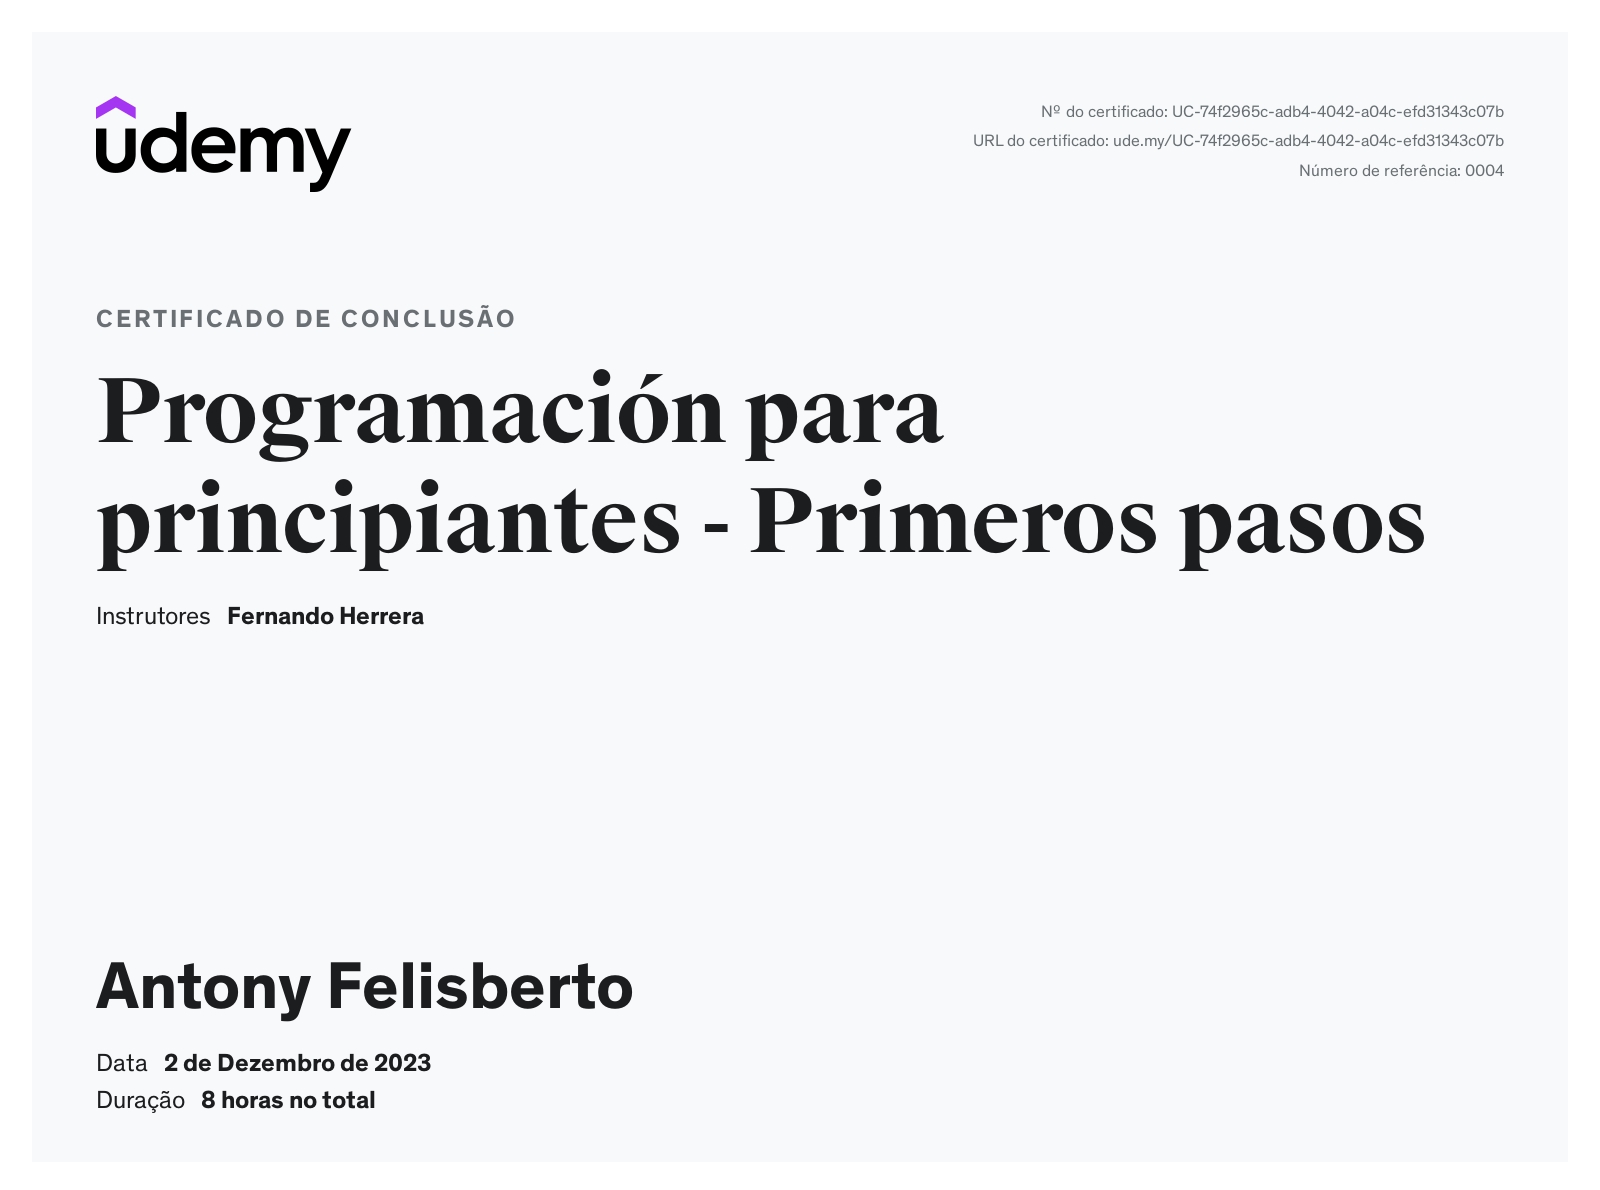 udemy
Nº do certificado: UC-74f2965c-adb4-4042-a04c-efd31343c07b
URL do certificado: ude.my/UC-74f2965c-adb4-4042-a04c-efd31343c07b
Número de referência: 0004
CERTIFICADO DE CONCLUSÃO
Programación para
principiantes - Primeros pasos
Instrutores Fernando Herrera
Antony Felisberto
Data 2 de Dezembro de 2023
Duração 8 horas no total